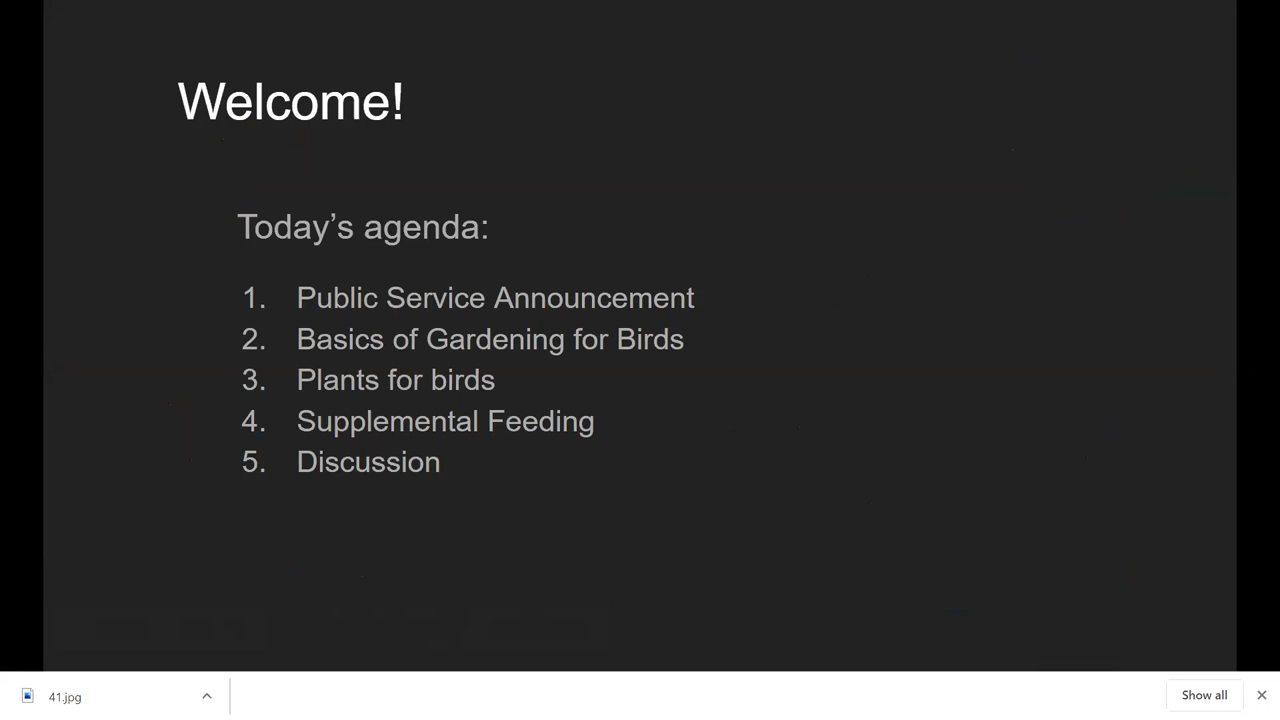 Welcome!
Today’s agenda:
1. Public Service Announcement
2. Basics of Gardening for Birds
3. Plants for birds
4. Supplemental Feeding
5. Discussion
41.jpg
Show all